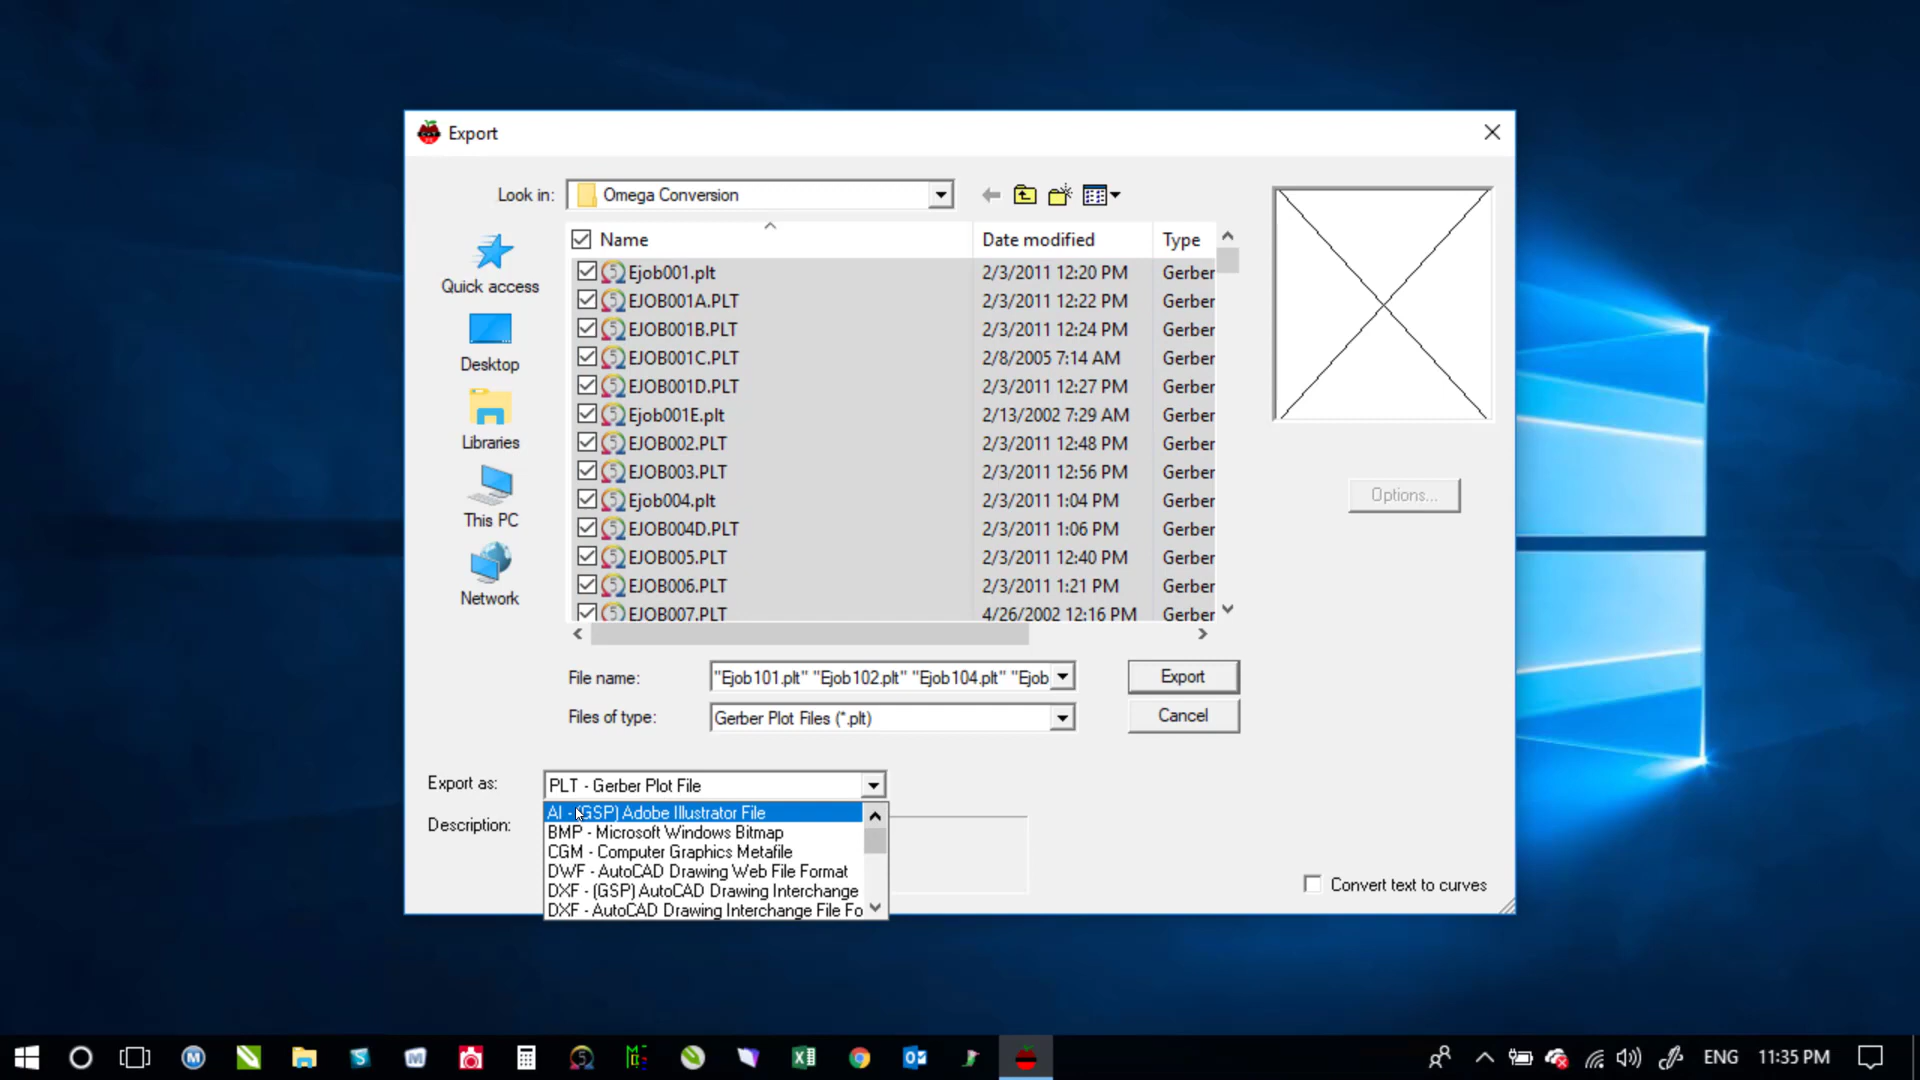 Export
Look in: Omega Conversion
Name Date modified Type
Ejob001.plt 2/3/2011 12:20 PM Gerber
EJOB001A.PLT 2/3/2011 12:22 PM Gerber
EJOB001B.PLT 2/3/2011 12:24 PM Gerber
EJOB001C.PLT 2/8/2005 7:14 AM Gerber
EJOB001D.PLT 2/3/2011 12:27 PM Gerber
Ejob001E.plt 2/13/2002 7:29 AM Gerber
EJOB002.PLT 2/3/2011 12:48 PM Gerber
EJOB003.PLT 2/3/2011 12:56 PM Gerber
Ejob004.plt 2/3/2011 1:04 PM Gerber
EJOB004D.PLT 2/3/2011 1:06 PM Gerber
EJOB005.PLT 2/3/2011 12:40 PM Gerber
EJOB006.PLT 2/3/2011 1:21 PM Gerber
EJOB007.PLT 4/26/2002 12:16 PM Gerber
Quick access
Desktop
Libraries
This PC
Network
Options...
File name: "Ejob101.plt" "Ejob102.plt" "Ejob104.plt" "Ejob
Export
Files of type: Gerber Plot Files (*.plt)
Cancel
Export as: PLT - Gerber Plot File
Description:
AI - (GSP) Adobe Illustrator File
BMP - Microsoft Windows Bitmap
CGM - Computer Graphics Metafile
DWF - AutoCAD Drawing Web File Format
DXF - (GSP) AutoCAD Drawing Interchange
DXF - AutoCAD Drawing Interchange File Fo
Convert text to curves
ENG 11:35 PM